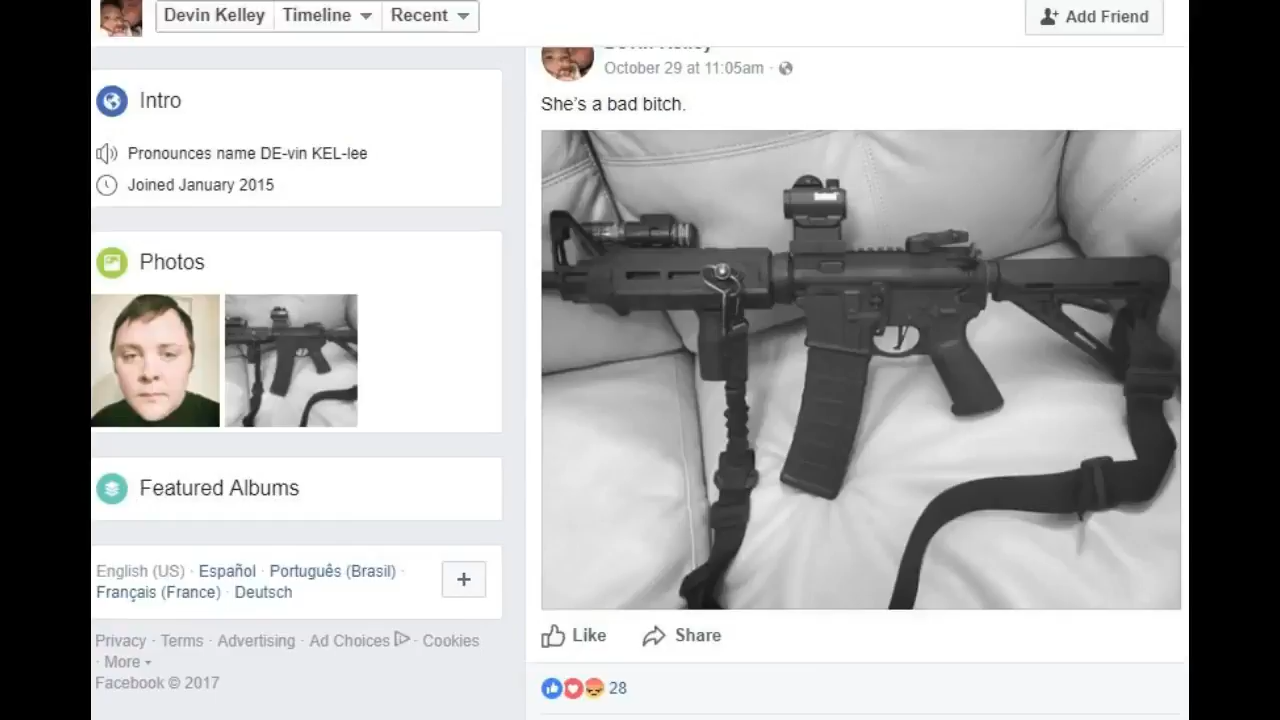 Devin Kelley Timeline Recent Add Friend
Intro
Pronounces name DE-vin KEL-lee
Joined January 2015
Photos
Featured Albums
English (US) · Español · Português (Brasil) ·
Français (France) · Deutsch
+
Privacy · Terms · Advertising · Ad Choices · Cookies
· More
Facebook © 2017
Devin Kelley
October 29 at 11:05am ·
She's a bad bitch.
Like Share
28